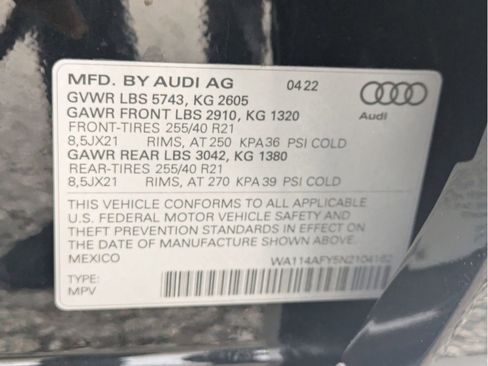 MFD. BY AUDI AG 04.22
GVWR LBS 5743, KG 2605
GAWR FRONT LBS 2910, KG 1320
FRONT-TIRES 255/40 R21
8,5JX21 RIMS, AT 250 KPA36 PSI COLD
GAWR REAR LBS 3042, KG 1380
REAR-TIRES 255/40 R21
8,5JX21 RIMS, AT 270 KPA 39 PSI COLD
Audi
THIS VEHICLE CONFORMS TO ALL APPLICABLE
U.S. FEDERAL MOTOR VEHICLE SAFETY AND
THEFT PREVENTION STANDARDS IN EFFECT ON
THE DATE OF MANUFACTURE SHOWN ABOVE.
MEXICO WA114AFY5N2104162
TYPE:
MPV